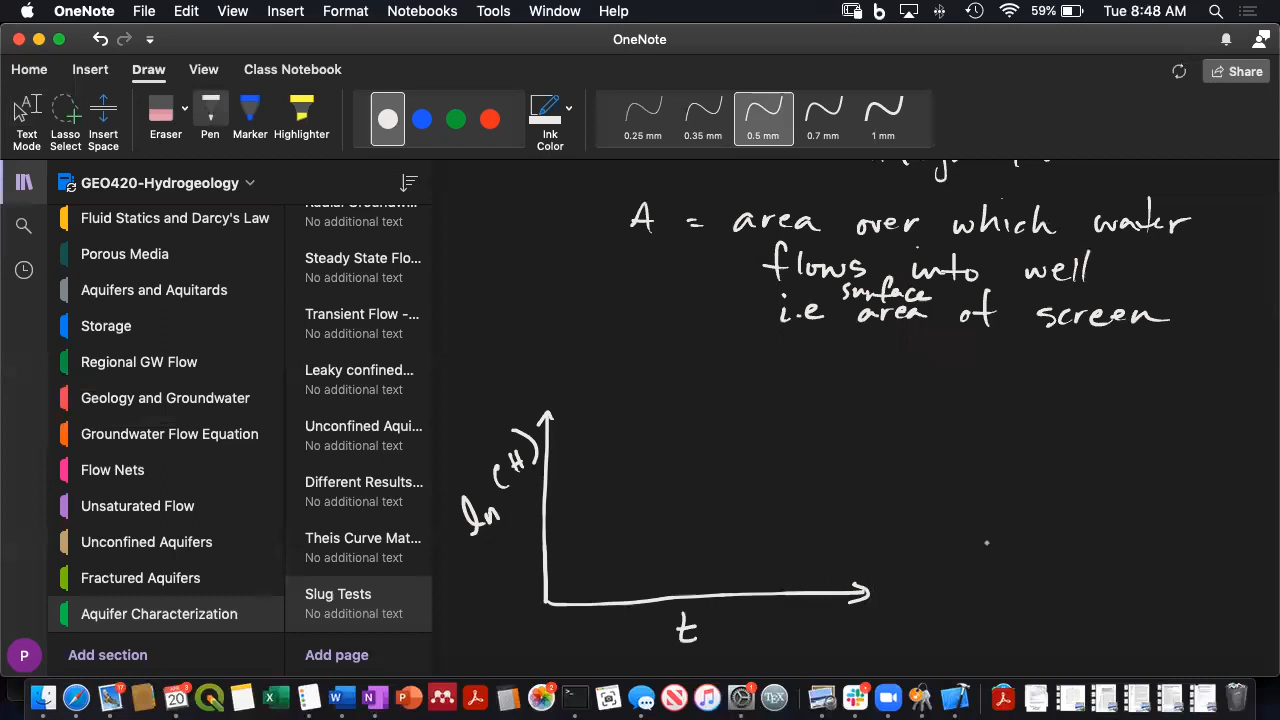 OneNote File Edit View Insert Format Notebooks Tools Window Help 59% Tue 8:48 AM
OneNote
Home Insert Draw View Class Notebook Share
Text Mode
Lasso Select
Insert Space
Eraser
Pen
Marker
Highlighter
Ink Color
0.25 mm 0.35 mm 0.5 mm 0.7 mm 1 mm
GEO420-Hydrogeology
Fluid Statics and Darcy's Law
Porous Media
Aquifers and Aquitards
Storage
Regional GW Flow
Geology and Groundwater
Groundwater Flow Equation
Flow Nets
Unsaturated Flow
Unconfined Aquifers
Fractured Aquifers
Aquifer Characterization
Add section
P
No additional text
Steady State Flo...
No additional text
Transient Flow -...
No additional text
Leaky confined...
No additional text
Unconfined Aqui...
No additional text
Different Results...
No additional text
Theis Curve Mat...
No additional text
Slug Tests
No additional text
Add page
A = area over which water
flows into well
i.e surface area of screen
ln (H)
t